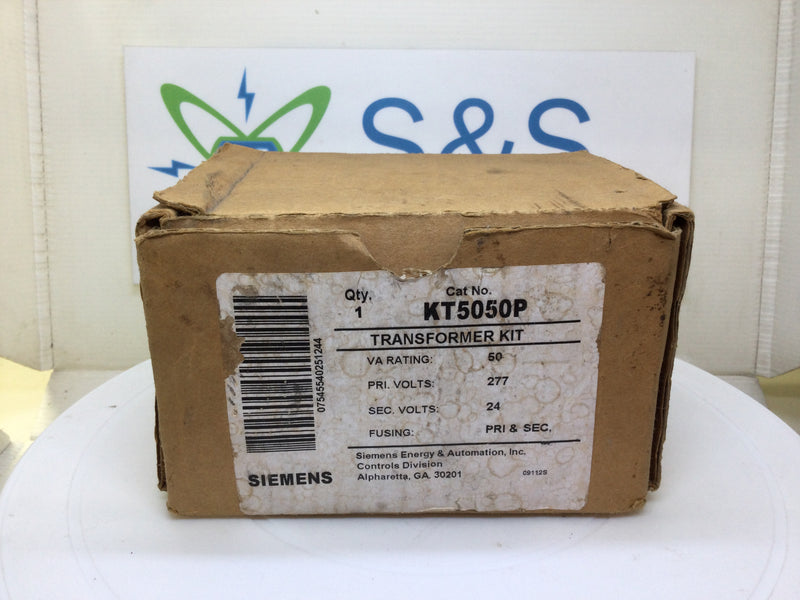 S&S
Qty. Cat No.
1 KT5050P
TRANSFORMER KIT
VA RATING: 50
PRI. VOLTS: 277
SEC. VOLTS: 24
FUSING: PRI & SEC.
Siemens Energy & Automation, Inc.
Controls Division
Alpharetta, GA. 30201
09112S
SIEMENS
07545540251244